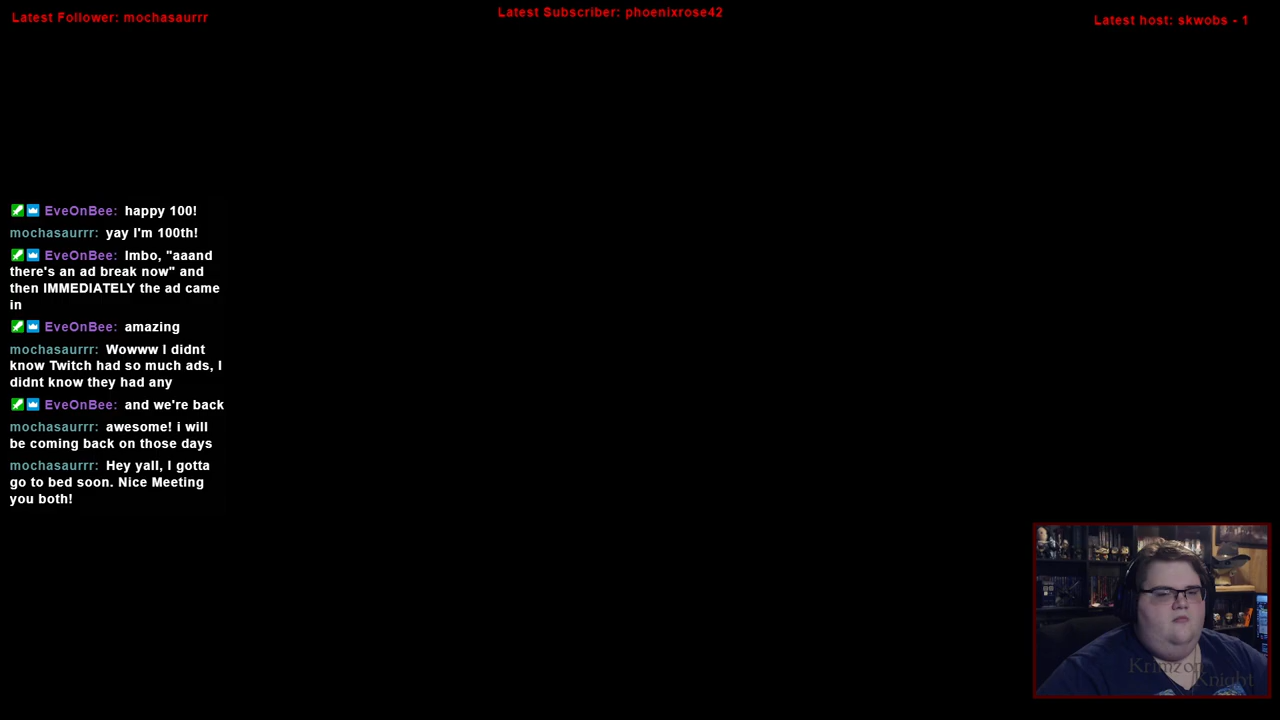 Latest Follower: mochasaurrr
Latest Subscriber: phoenixrose42
Latest host: skwobs - 1
EveOnBee: happy 100!
mochasaurrr: yay I'm 100th!
EveOnBee: lmbo, "aaand
there's an ad break now" and
then IMMEDIATELY the ad came
in
EveOnBee: amazing
mochasaurrr: Wowww I didnt
know Twitch had so much ads, I
didnt know they had any
EveOnBee: and we're back
mochasaurrr: awesome! i will
be coming back on those days
mochasaurrr: Hey yall, I gotta
go to bed soon. Nice Meeting
you both!
Krimzon
Knight